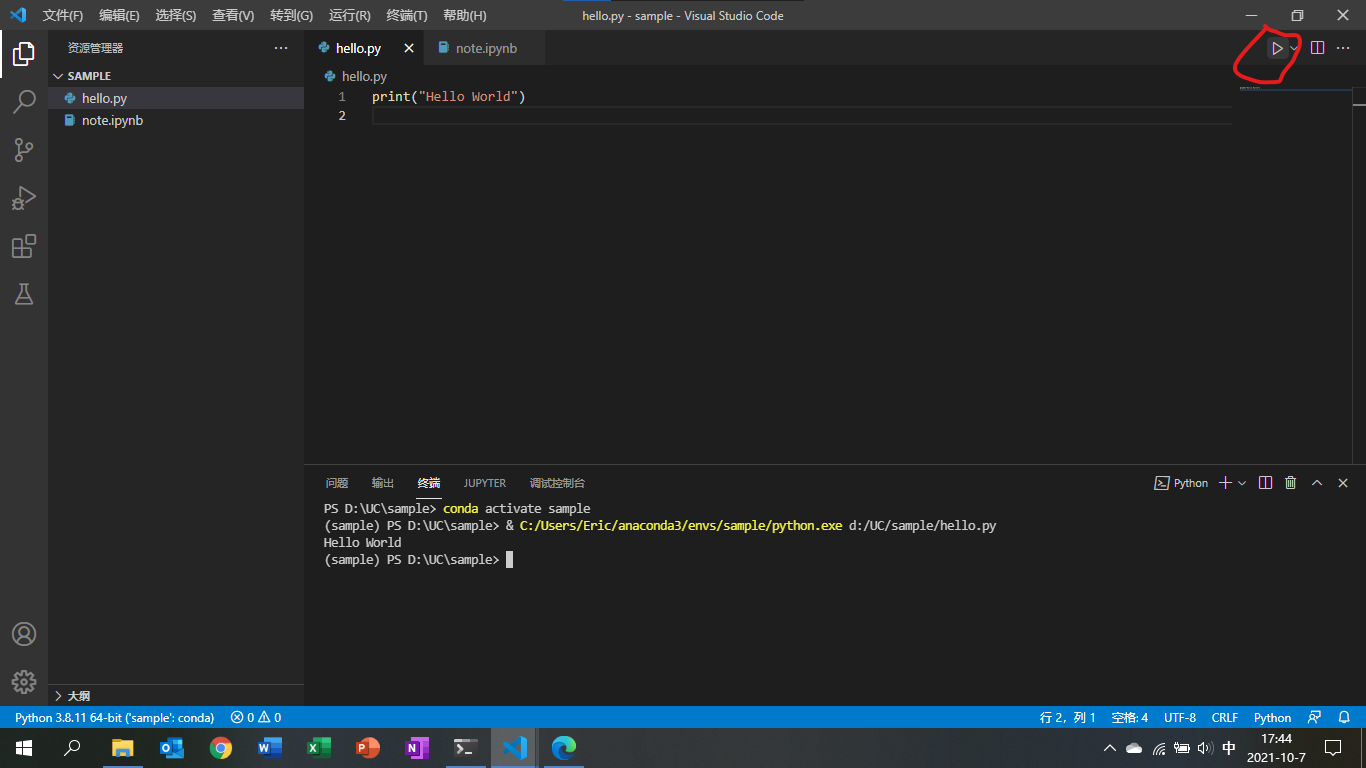 文件(F) 编辑(E) 选择(S) 查看(V) 转到(G) 运行(R) 终端(T) 帮助(H) hello.py - sample - Visual Studio Code
资源管理器
hello.py note.ipynb
SAMPLE
hello.py
note.ipynb
hello.py
1 print("Hello World")
2
问题 输出 终端 JUPYTER 调试控制台 Python
PS D:\UC\sample> conda activate sample
(sample) PS D:\UC\sample> & C:/Users/Eric/anaconda3/envs/sample/python.exe d:/UC/sample/hello.py
Hello World
(sample) PS D:\UC\sample>
大纲
Python 3.8.11 64-bit ('sample': conda) 0 0 行 2，列 1 空格: 4 UTF-8 CRLF Python
中 17:44
2021-10-7